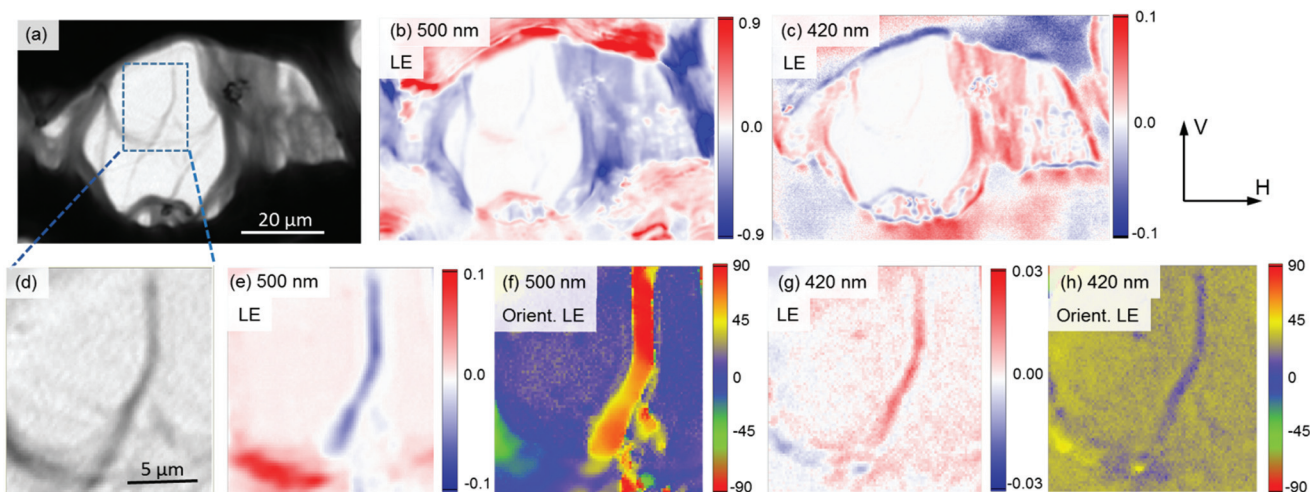 (a)
20 µm
(b) 500 nm
LE
0.9
0.0
-0.9
(c) 420 nm
LE
0.1
0.0
-0.1
V
H
(d)
5 µm
(e) 500 nm
LE
0.1
0.0
-0.1
(f) 500 nm
Orient. LE
90
45
0
-45
-90
(g) 420 nm
LE
0.03
0.00
-0.03
(h) 420 nm
Orient. LE
90
45
0
-45
-90